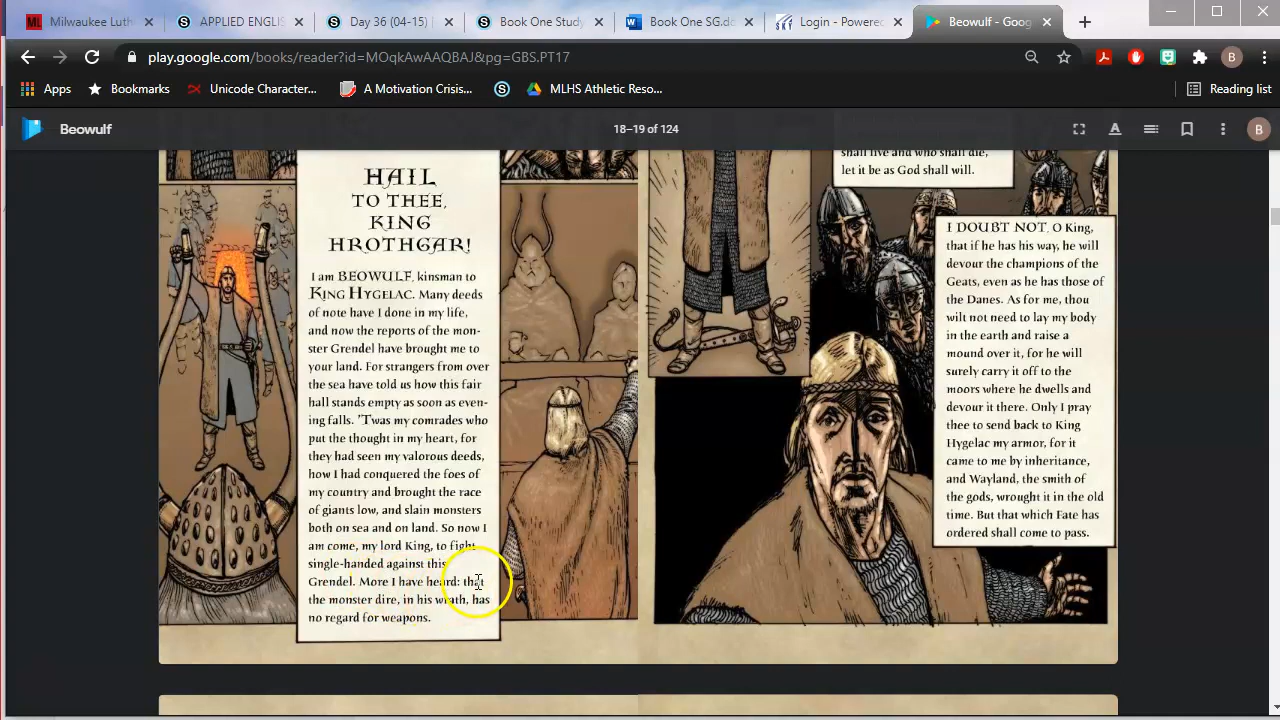 Milwaukee Luth
APPLIED ENGLIS
Day 36 (04-15) |
Book One Study
Book One SG.d
Login - Powere
Beowulf - Goog
play.google.com/books/reader?id=MOqkAwAAQBAJ&pg=GBS.PT17
B
Apps
Bookmarks
Unicode Character...
A Motivation Crisis...
MLHS Athletic Reso...
Reading list
Beowulf
18–19 of 124
B
HAIL
TO THEE,
KING
HROTHGAR!
I am BEOWULF, kinsman to
KING HYGELAC. Many deeds
of note have I done in my life,
and now the reports of the mon-
ster Grendel have brought me to
your land. For strangers from over
the sea have told us how this fair
hall stands empty as soon as even-
ing falls. 'Twas my comrades who
put the thought in my heart, for
they had seen my valorous deeds,
how I had conquered the foes of
my country and brought the race
of giants low, and slain monsters
both on sea and on land. So now I
am come, my lord King, to fight
single-handed against this
Grendel. More I have heard: that
the monster dire, in his wrath, has
no regard for weapons.
shall live and who shall die,
let it be as God shall will.
I DOUBT NOT, O King,
that if he has his way, he will
devour the champions of the
Geats, even as he has those of
the Danes. As for me, thou
wilt not need to lay my body
in the earth and raise a
mound over it, for he will
surely carry it off to the
moors where he dwells and
devour it there. Only I pray
thee to send back to King
Hygelac my armor, for it
came to me by inheritance,
and Wayland, the smith of
the gods, wrought it in the old
time. But that which Fate has
ordered shall come to pass.